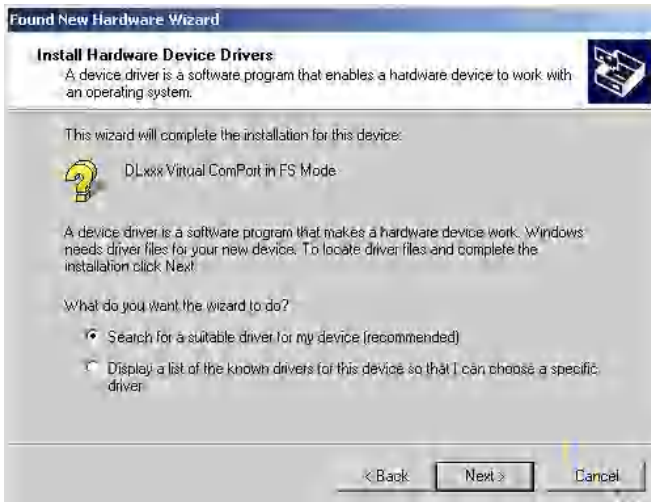 Found New Hardware Wizard
Install Hardware Device Drivers
A device driver is a software program that enables a hardware device to work with
an operating system.
This wizard will complete the installation for this device:
DLxxx Virtual ComPort in FS Mode
A device driver is a software program that makes a hardware device work. Windows
needs driver files for your new device. To locate driver files and complete the
installation click Next.
What do you want the wizard to do?
Search for a suitable driver for my device (recommended)
Display a list of the known drivers for this device so that I can choose a specific
driver
< Back
Next >
Cancel